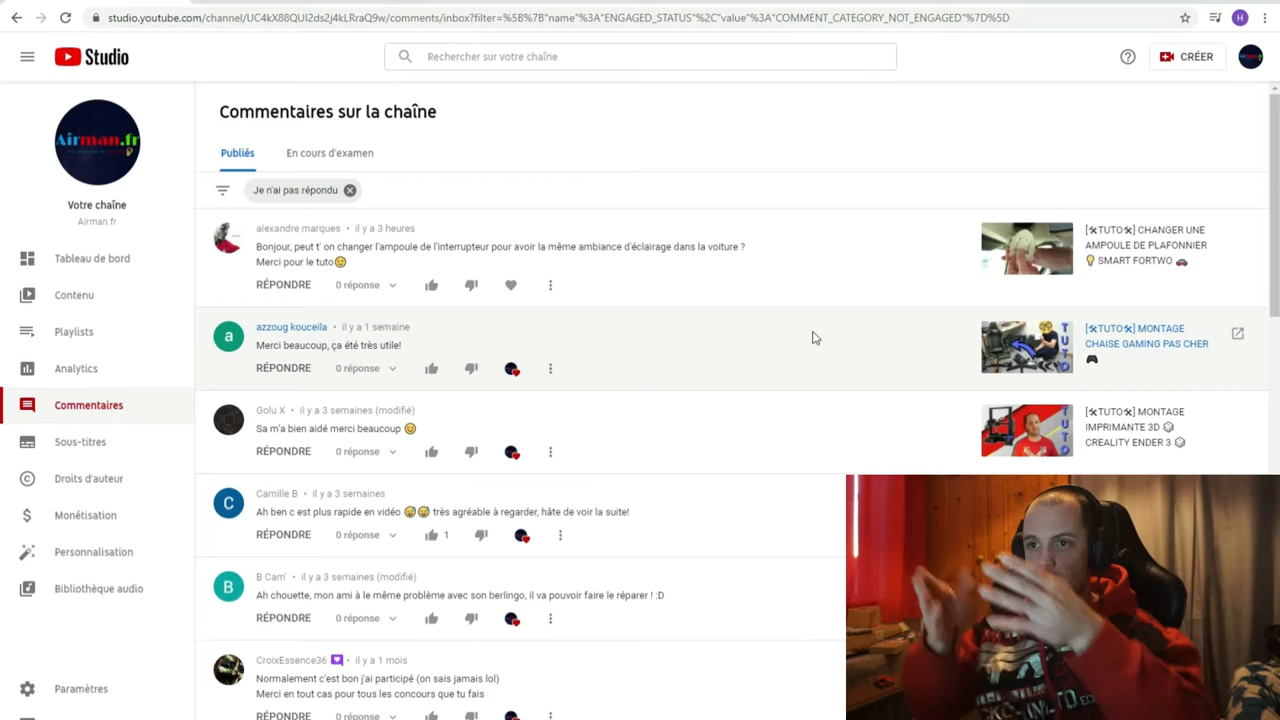 studio.youtube.com/channel/UC4kX88QUI2ds2j4kLRraQ9w/comments/inbox?filter=%5B%7B"name"%3A"ENGAGED_STATUS"%2C"value"%3A"COMMENT_CATEGORY_NOT_ENGAGED"%7D%5D
H
Studio
Rechercher sur votre chaîne
CRÉER
Airman.fr
Votre chaîne
Airman.fr
Tableau de bord
Contenu
Playlists
Analytics
Commentaires
Sous-titres
Droits d'auteur
Monétisation
Personnalisation
Bibliothèque audio
Paramètres
Commentaires sur la chaîne
Publiés
En cours d'examen
Je n'ai pas répondu
alexandre marques • il y a 3 heures
Bonjour, peut t' on changer l'ampoule de l'interrupteur pour avoir la même ambiance d'éclairage dans la voiture ?
Merci pour le tuto😉
RÉPONDRE 0 réponse
[🛠TUTO🛠] CHANGER UNE
AMPOULE DE PLAFONNIER
💡 SMART FORTWO 🚗
a
azzoug kouceila • il y a 1 semaine
Merci beaucoup, ça été très utile!
RÉPONDRE 0 réponse
TUTO
[🛠TUTO🛠] MONTAGE
CHAISE GAMING PAS CHER
🎮
Golu X • il y a 3 semaines (modifié)
Sa m'a bien aidé merci beaucoup 😊
RÉPONDRE 0 réponse
TUTO
[🛠TUTO🛠] MONTAGE
IMPRIMANTE 3D 🎲
CREALITY ENDER 3 🎲
C
Camille B • il y a 3 semaines
Ah ben c est plus rapide en vidéo 😅😅 très agréable à regarder, hâte de voir la suite!
RÉPONDRE 0 réponse 1
B
B Cam' • il y a 3 semaines (modifié)
Ah chouette, mon ami à le même problème avec son berlingo, il va pouvoir faire le réparer ! :D
RÉPONDRE 0 réponse
CroixEssence36 • il y a 1 mois
Normalement c'est bon j'ai participé (on sais jamais lol)
Merci en tout cas pour tous les concours que tu fais
RÉPONDRE 0 réponse